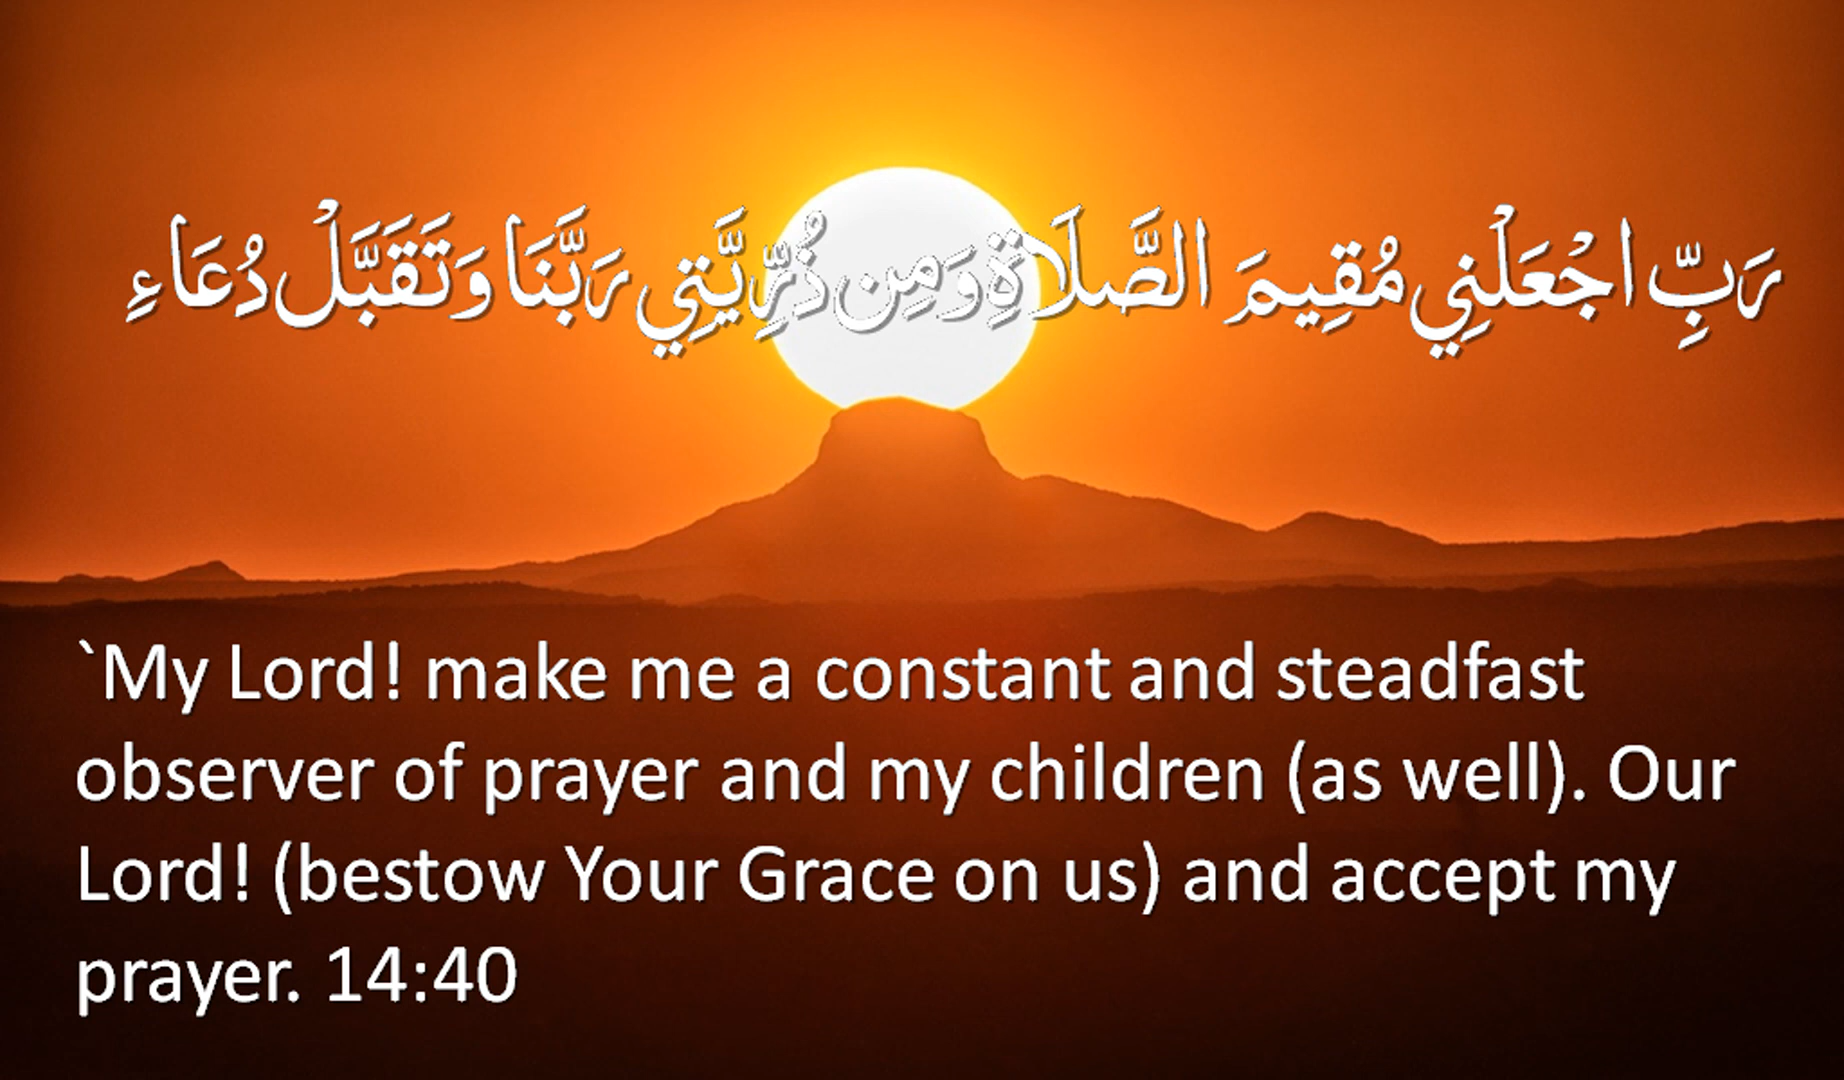 رَبِّ اجْعَلْنِي مُقِيمَ الصَّلَاةِ وَمِن ذُرِّيَّتِي رَبَّنَا وَتَقَبَّلْ دُعَاءِ
`My Lord! make me a constant and steadfast
observer of prayer and my children (as well). Our
Lord! (bestow Your Grace on us) and accept my
prayer. 14:40